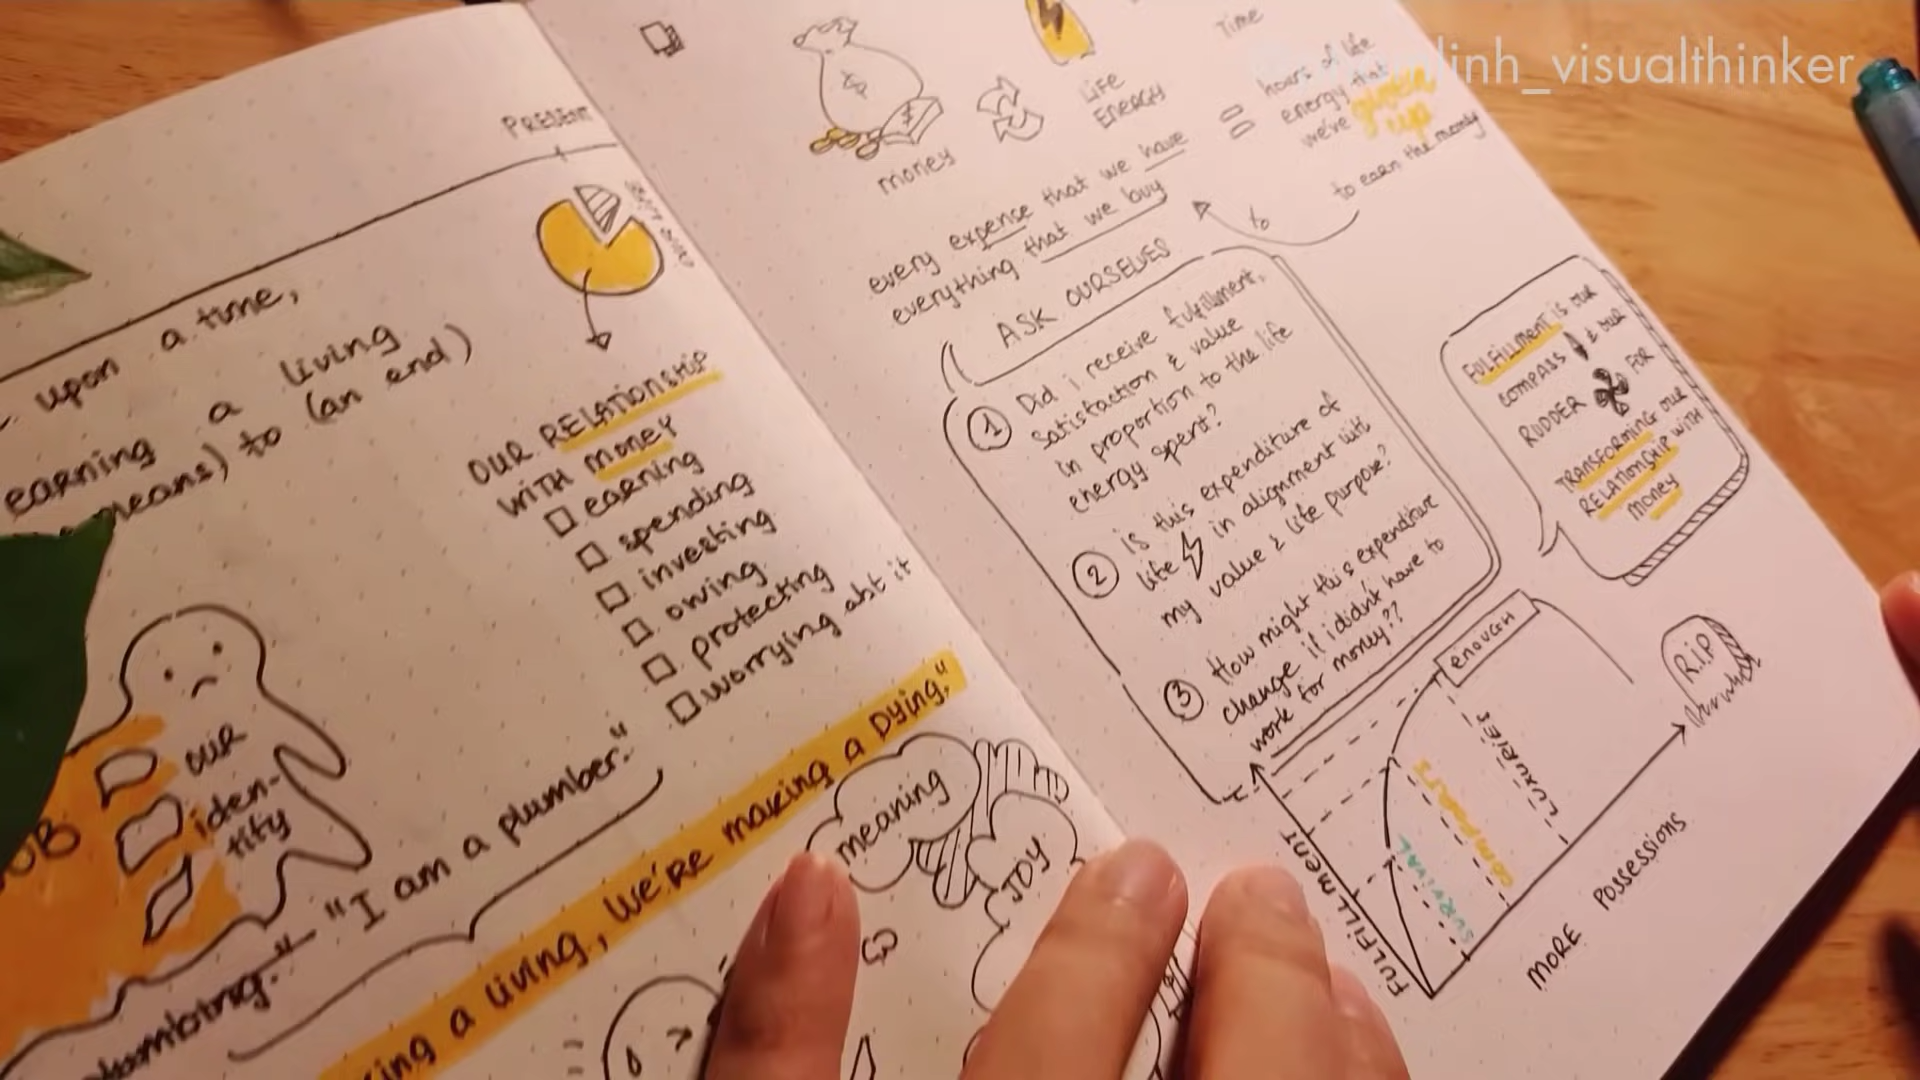 linh_visualthinker
PRESENT
upon a time,
earning a living
means) to (an end)
OUR RELATIONSHIP
WITH money
earning
spending
investing
owing
protecting
worrying abt it
OUR
iden-
tity
"I am a plumber."
a living, we're making a Dying."
meaning
JOY
money
LIFE
ENERGY
=
Time
hours of life
energy that
we've given
up
to earn the money
every expense that we have
everything that we buy
ASK OURSELVES
1 Did i receive fulfillment,
satisfaction & value
in proportion to the life
energy spent?
2 is this expenditure of
life in alignment with
my value & life purpose?
3 How might this expenditure
change if i didn't have to
work for money??
FULFILLMENT is our
COMPASS & our
RUDDER FOR
TRANSFORMING our
RELATIONSHIP WITH
money
enough
R.i.P
FULFILLMENT
SURVIVAL
COMFORTS
LUXURIES
MORE Possessions